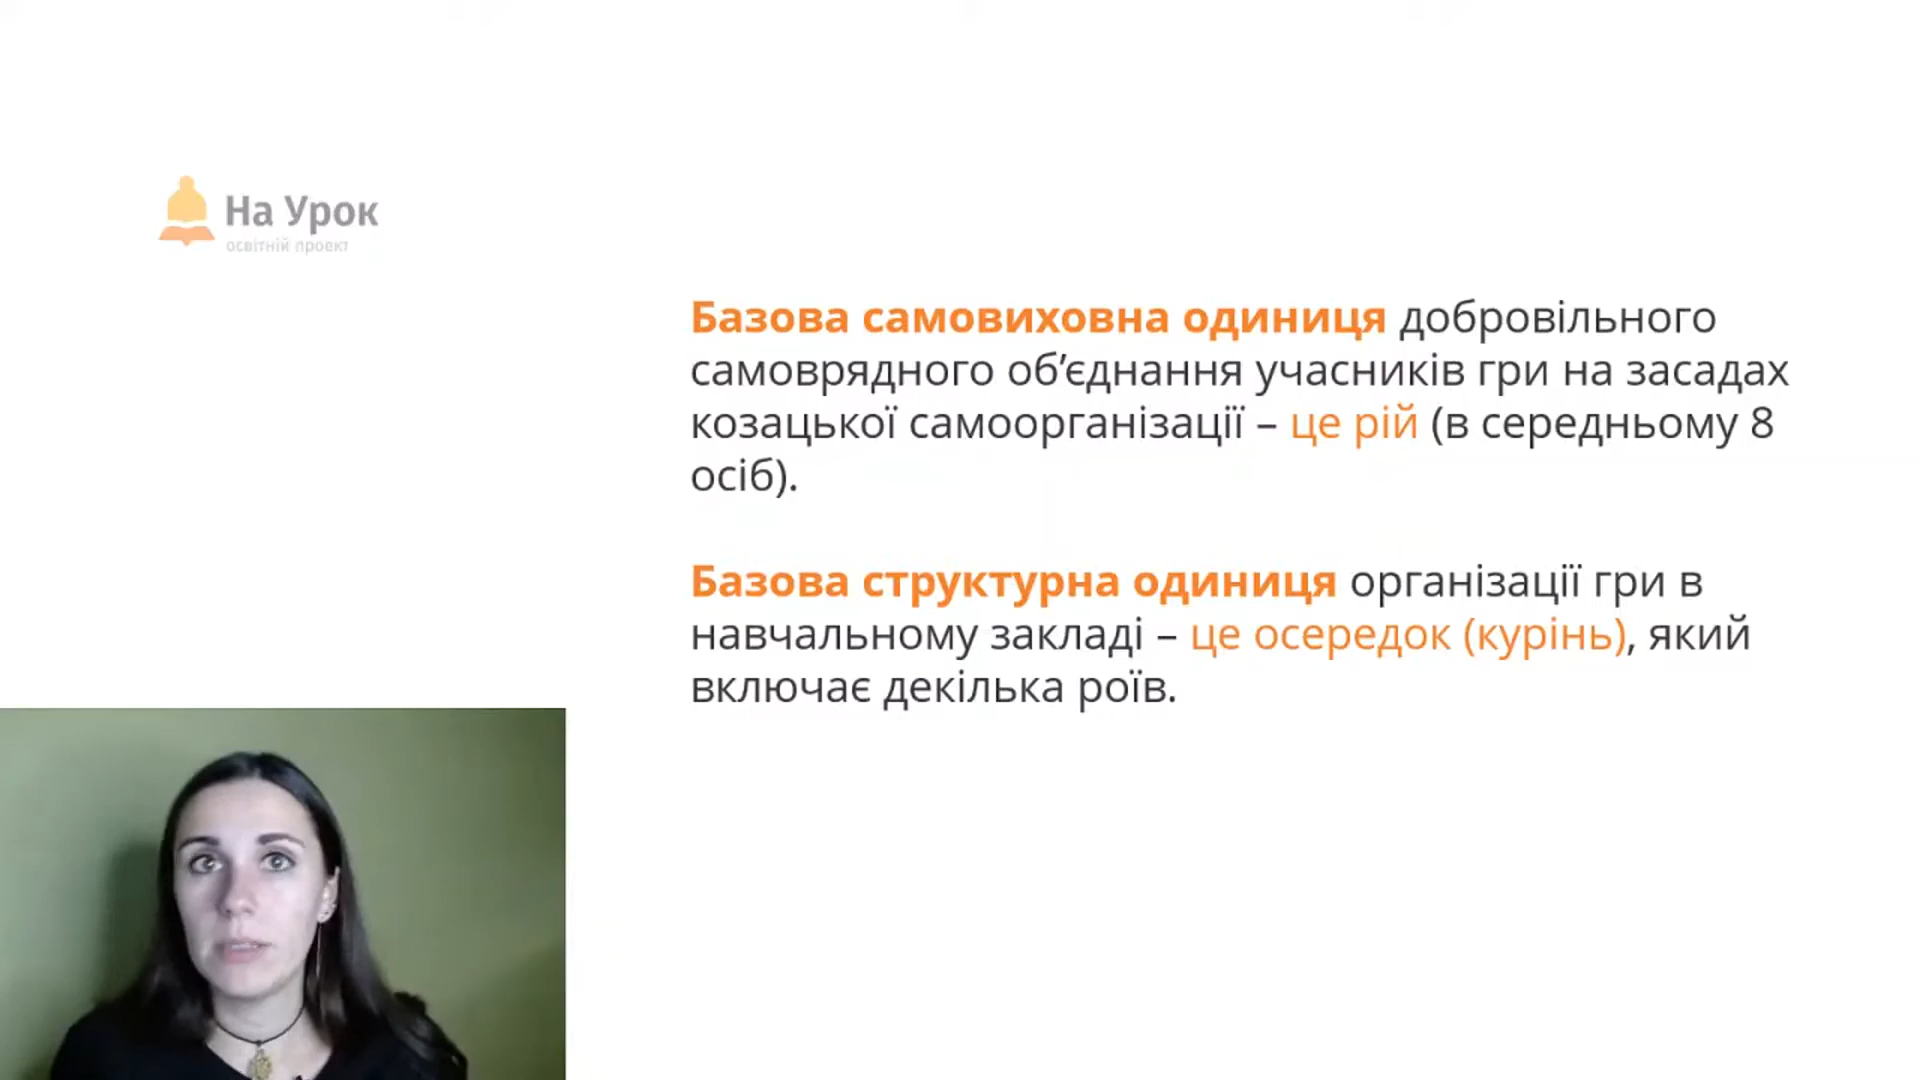 На Урок
освітній проект
Базова самовиховна одиниця добровільного
самоврядного об’єднання учасників гри на засадах
козацької самоорганізації – це рій (в середньому 8
осіб).
Базова структурна одиниця організації гри в
навчальному закладі – це осередок (курінь), який
включає декілька роїв.